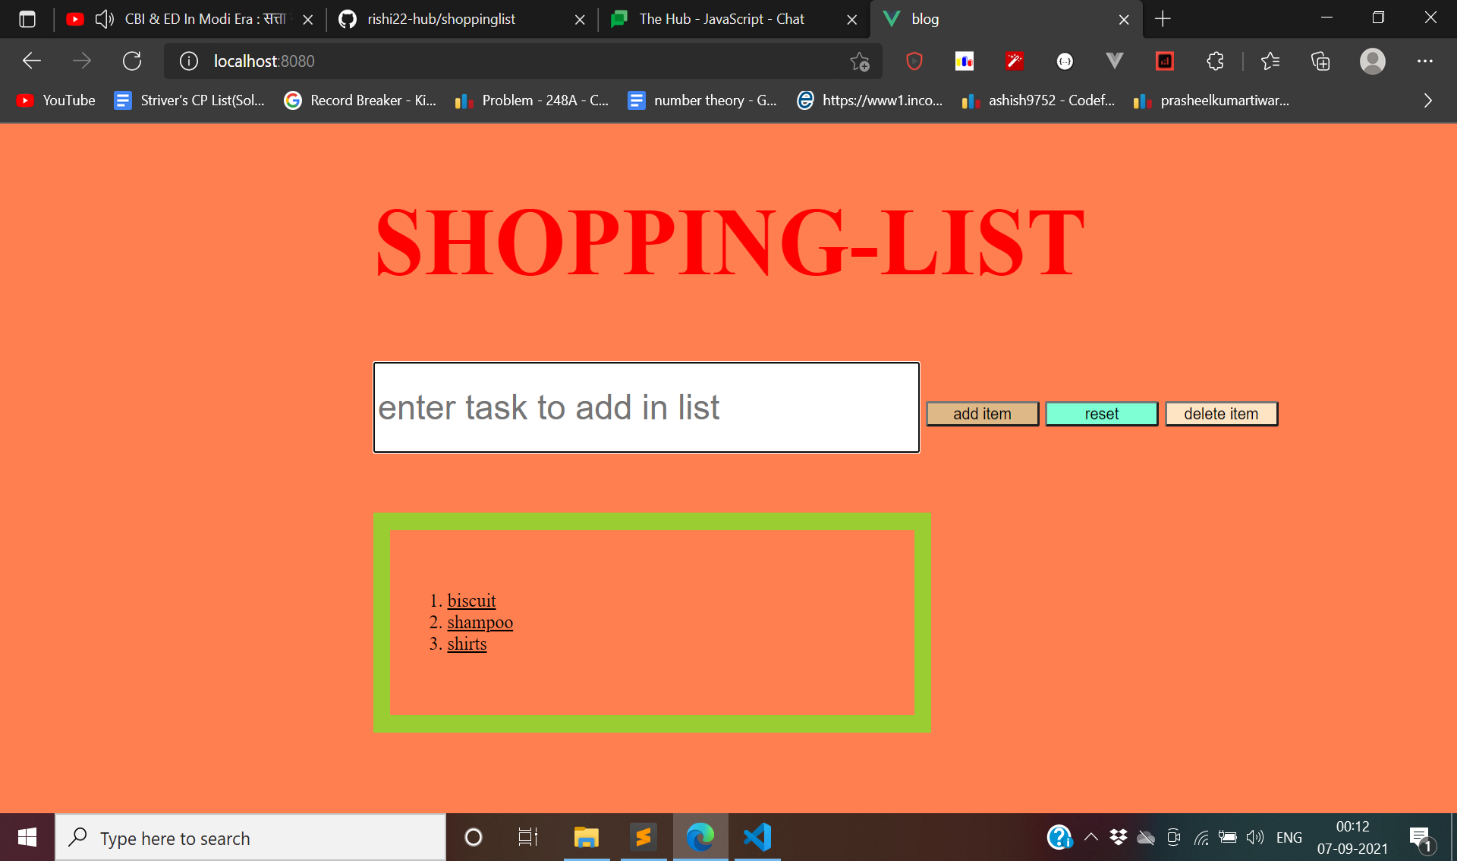 CBI & ED In Modi Era : सत्ता
rishi22-hub/shoppinglist
The Hub - JavaScript - Chat
blog
localhost:8080
YouTube
Striver's CP List(Sol...
Record Breaker - Ki...
Problem - 248A - C...
number theory - G...
https://www1.inco...
ashish9752 - Codef...
prasheelkumartiwar...
SHOPPING-LIST
enter task to add in list
add item
reset
delete item
1. biscuit
2. shampoo
3. shirts
Type here to search
ENG
00:12
07-09-2021
1